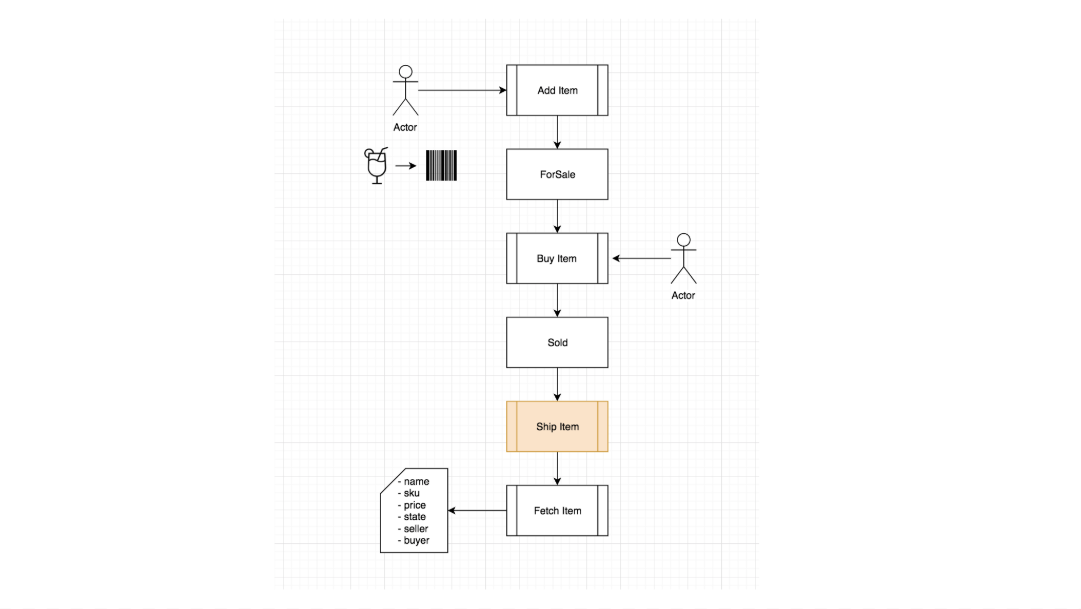 Add Item
Actor
ForSale
Buy Item
Actor
Sold
Ship Item
- name
- sku
- price
- state
- seller
- buyer
Fetch Item